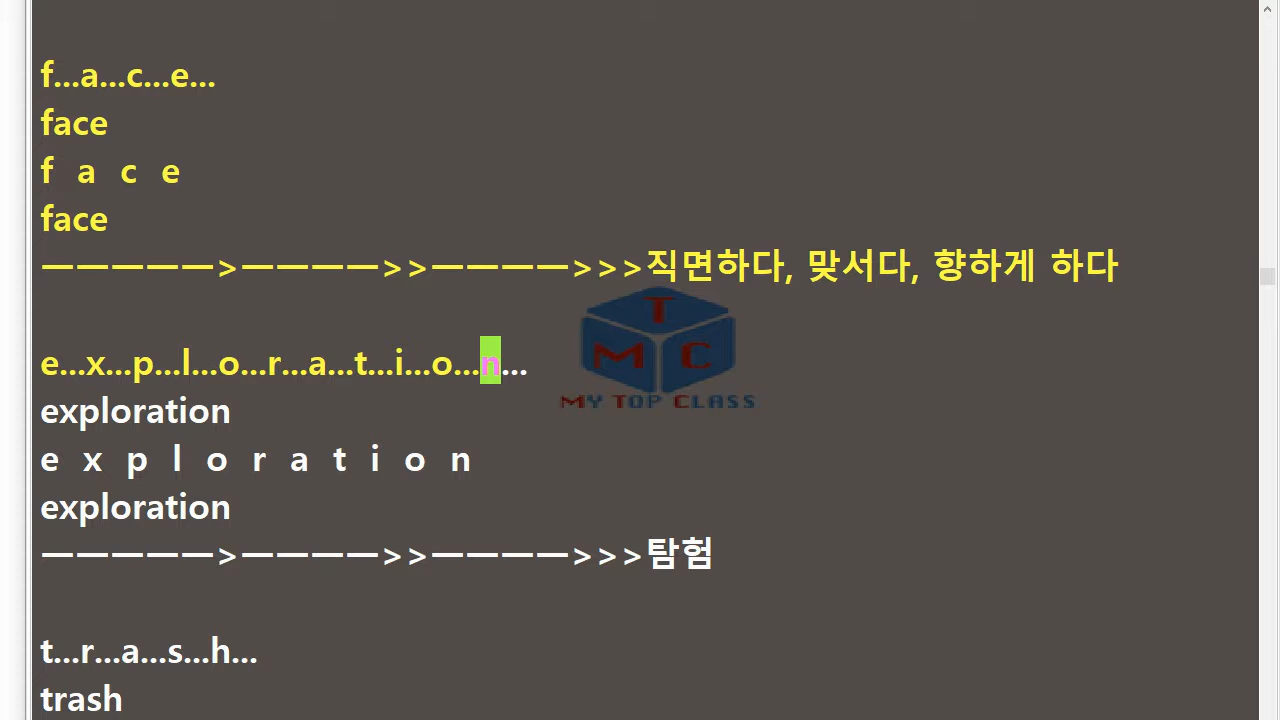 f...a...c...e...
face
f a c e
face
—————>————>>————>>>직면하다, 맞서다, 향하게 하다
e...x...p...l...o...r...a...t...i...o...n...
exploration
e x p l o r a t i o n
exploration
—————>————>>————>>>탐험
t...r...a...s...h...
trash
T
M C
MY TOP CLASS